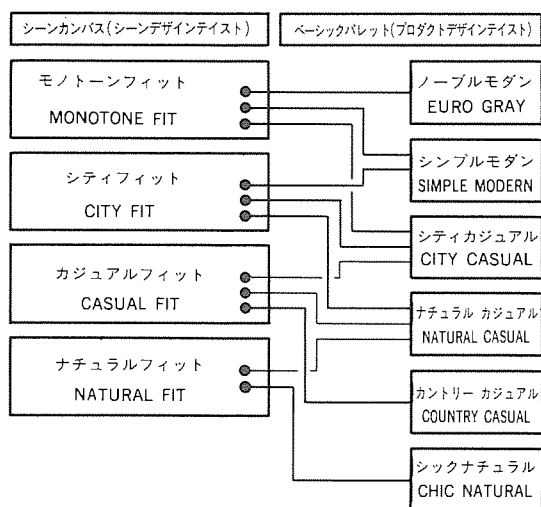 シーンカンバス(シーンデザインテイスト)
ベーシックパレット(プロダクトデザインテイスト)
モノトーンフィット
MONOTONE FIT
シティフィット
CITY FIT
カジュアルフィット
CASUAL FIT
ナチュラルフィット
NATURAL FIT
ノーブルモダン
EURO GRAY
シンプルモダン
SIMPLE MODERN
シティカジュアル
CITY CASUAL
ナチュラル カジュアル
NATURAL CASUAL
カントリー カジュアル
COUNTRY CASUAL
シックナチュラル
CHIC NATURAL